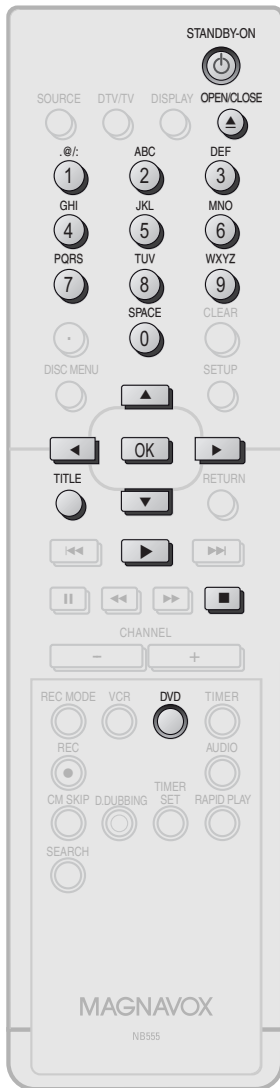 STANDBY-ON
SOURCE DTV/TV DISPLAY OPEN/CLOSE
.@/: ABC DEF
1 2 3
GHI JKL MNO
4 5 6
PQRS TUV WXYZ
7 8 9
SPACE CLEAR
0
DISC MENU SETUP
OK
TITLE RETURN
CHANNEL
− +
REC MODE VCR DVD TIMER
REC AUDIO
TIMER
CM SKIP D.DUBBING SET RAPID PLAY
SEARCH
MAGNAVOX
NB555